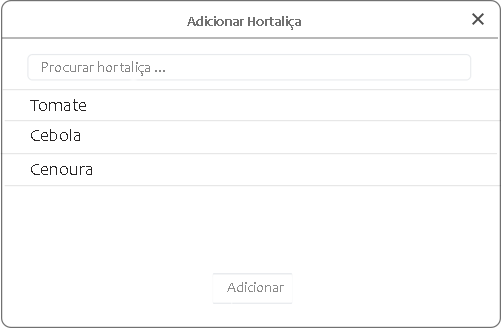 Adicionar Hortaliça
Procurar hortaliça ...
Tomate
Cebola
Cenoura
Adicionar